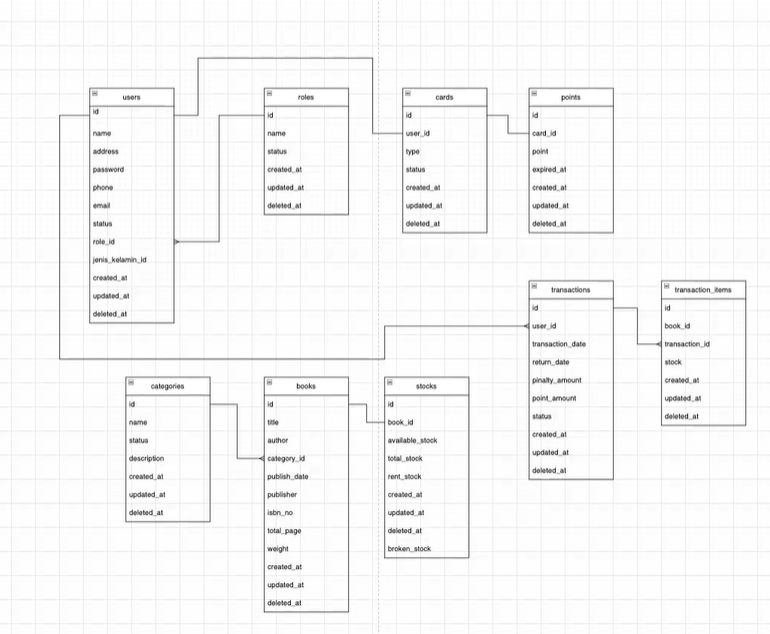 users
id
name
address
password
phone
email
status
role_id
jenis_kelamin_id
created_at
updated_at
deleted_at
roles
id
name
status
created_at
updated_at
deleted_at
cards
id
user_id
type
status
created_at
updated_at
deleted_at
points
id
card_id
point
expired_at
created_at
updated_at
deleted_at
transactions
id
user_id
transaction_date
return_date
pinalty_amount
point_amount
status
created_at
updated_at
deleted_at
transaction_items
id
book_id
transaction_id
stock
created_at
updated_at
deleted_at
categories
id
name
status
description
created_at
updated_at
deleted_at
books
id
title
author
category_id
publish_date
publisher
isbn_no
total_page
weight
created_at
updated_at
deleted_at
stocks
id
book_id
available_stock
total_stock
rent_stock
created_at
updated_at
deleted_at
broken_stock